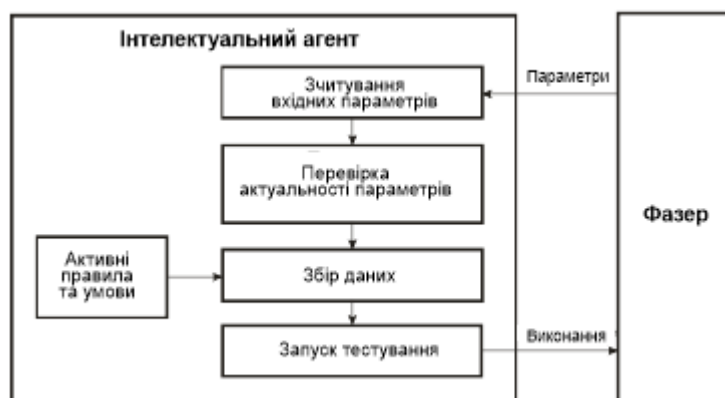 Інтелектуальний агент
Зчитування
вхідних параметрів
Параметри
Перевірка
актуальності параметрів
Фазер
Активні
правила
та умови
Збір даних
Запуск тестування
Виконання